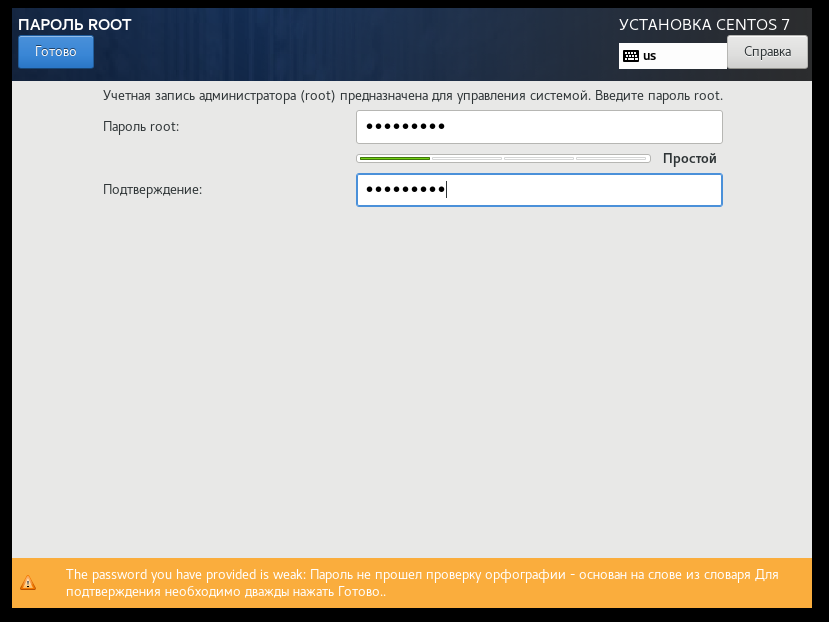 ПАРОЛЬ ROOT
УСТАНОВКА CENTOS 7
Готово
us
Справка
Учетная запись администратора (root) предназначена для управления системой. Введите пароль root.
Пароль root:
●●●●●●●●●
Простой
Подтверждение:
●●●●●●●●●
The password you have provided is weak: Пароль не прошел проверку орфографии - основан на слове из словаря Для
подтверждения необходимо дважды нажать Готово..